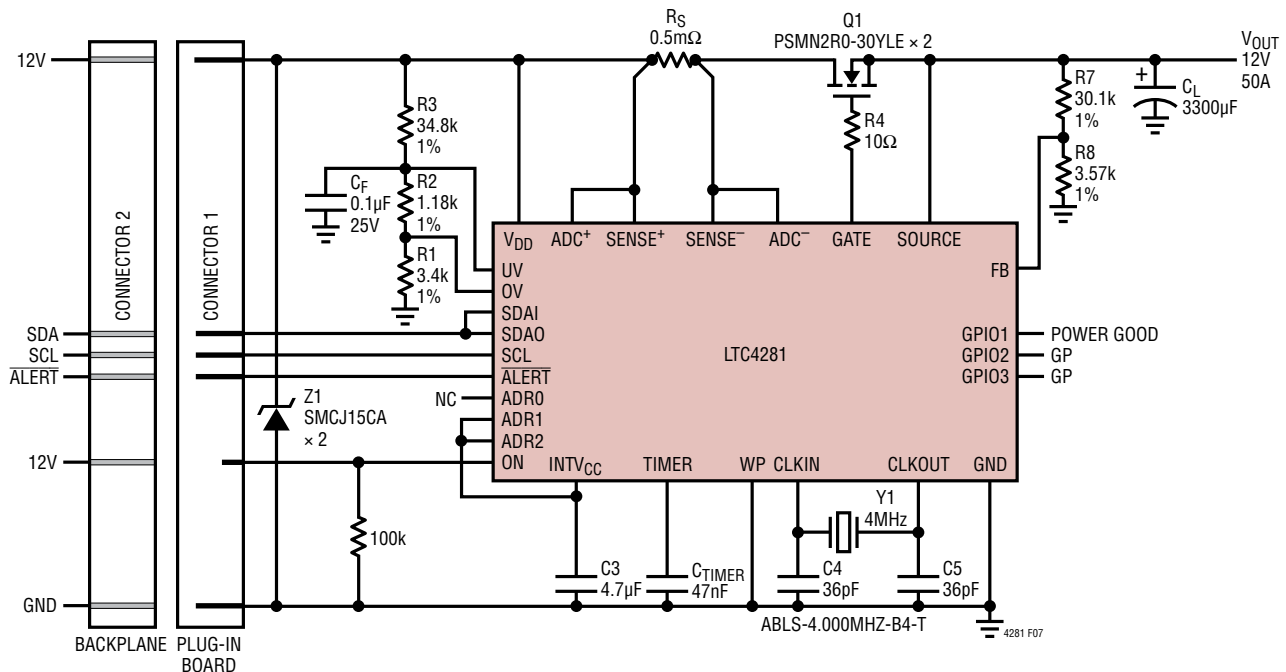 R_S
0.5mΩ
Q1
PSMN2R0-30YLE × 2
V_OUT
12V
50A
12V
R3
34.8k
1%
R4
10Ω
R7
30.1k
1%
+
C_L
3300µF
C_F
0.1µF
25V
R2
1.18k
1%
R8
3.57k
1%
R1
3.4k
1%
CONNECTOR 2
CONNECTOR 1
V_DD
ADC⁺
SENSE⁺
SENSE⁻
ADC⁻
GATE
SOURCE
UV
OV
SDAI
SDAO
SCL
A̅L̅E̅R̅T̅
ADR0
ADR1
ADR2
ON
FB
GPIO1
GPIO2
GPIO3
LTC4281
POWER GOOD
GP
GP
SDA
SCL
A̅L̅E̅R̅T̅
NC
Z1
SMCJ15CA
× 2
12V
INTV_CC
TIMER
WP
CLKIN
CLKOUT
GND
100k
Y1
4MHz
C3
4.7µF
C_TIMER
47nF
C4
36pF
C5
36pF
GND
ABLS-4.000MHZ-B4-T
4281 F07
BACKPLANE
PLUG-IN
BOARD